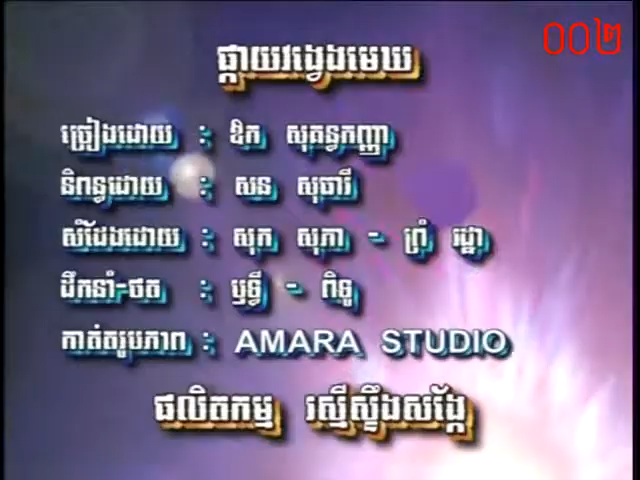 ០០២
ផ្កាយវង្វេងមេឃ
ច្រៀងដោយ : ឱក សុគន្ធកញ្ញា
និពន្ធដោយ : សន សុធារី
សំដែងដោយ : សុក សុភា - ព្រំ រដ្ឋា
ដឹកនាំ-ថត : ឫទ្ធី - ពិទូ
កាត់តរូបភាព : AMARA STUDIO
ផលិតកម្ម រស្មីស្ទឹងសង្កែ